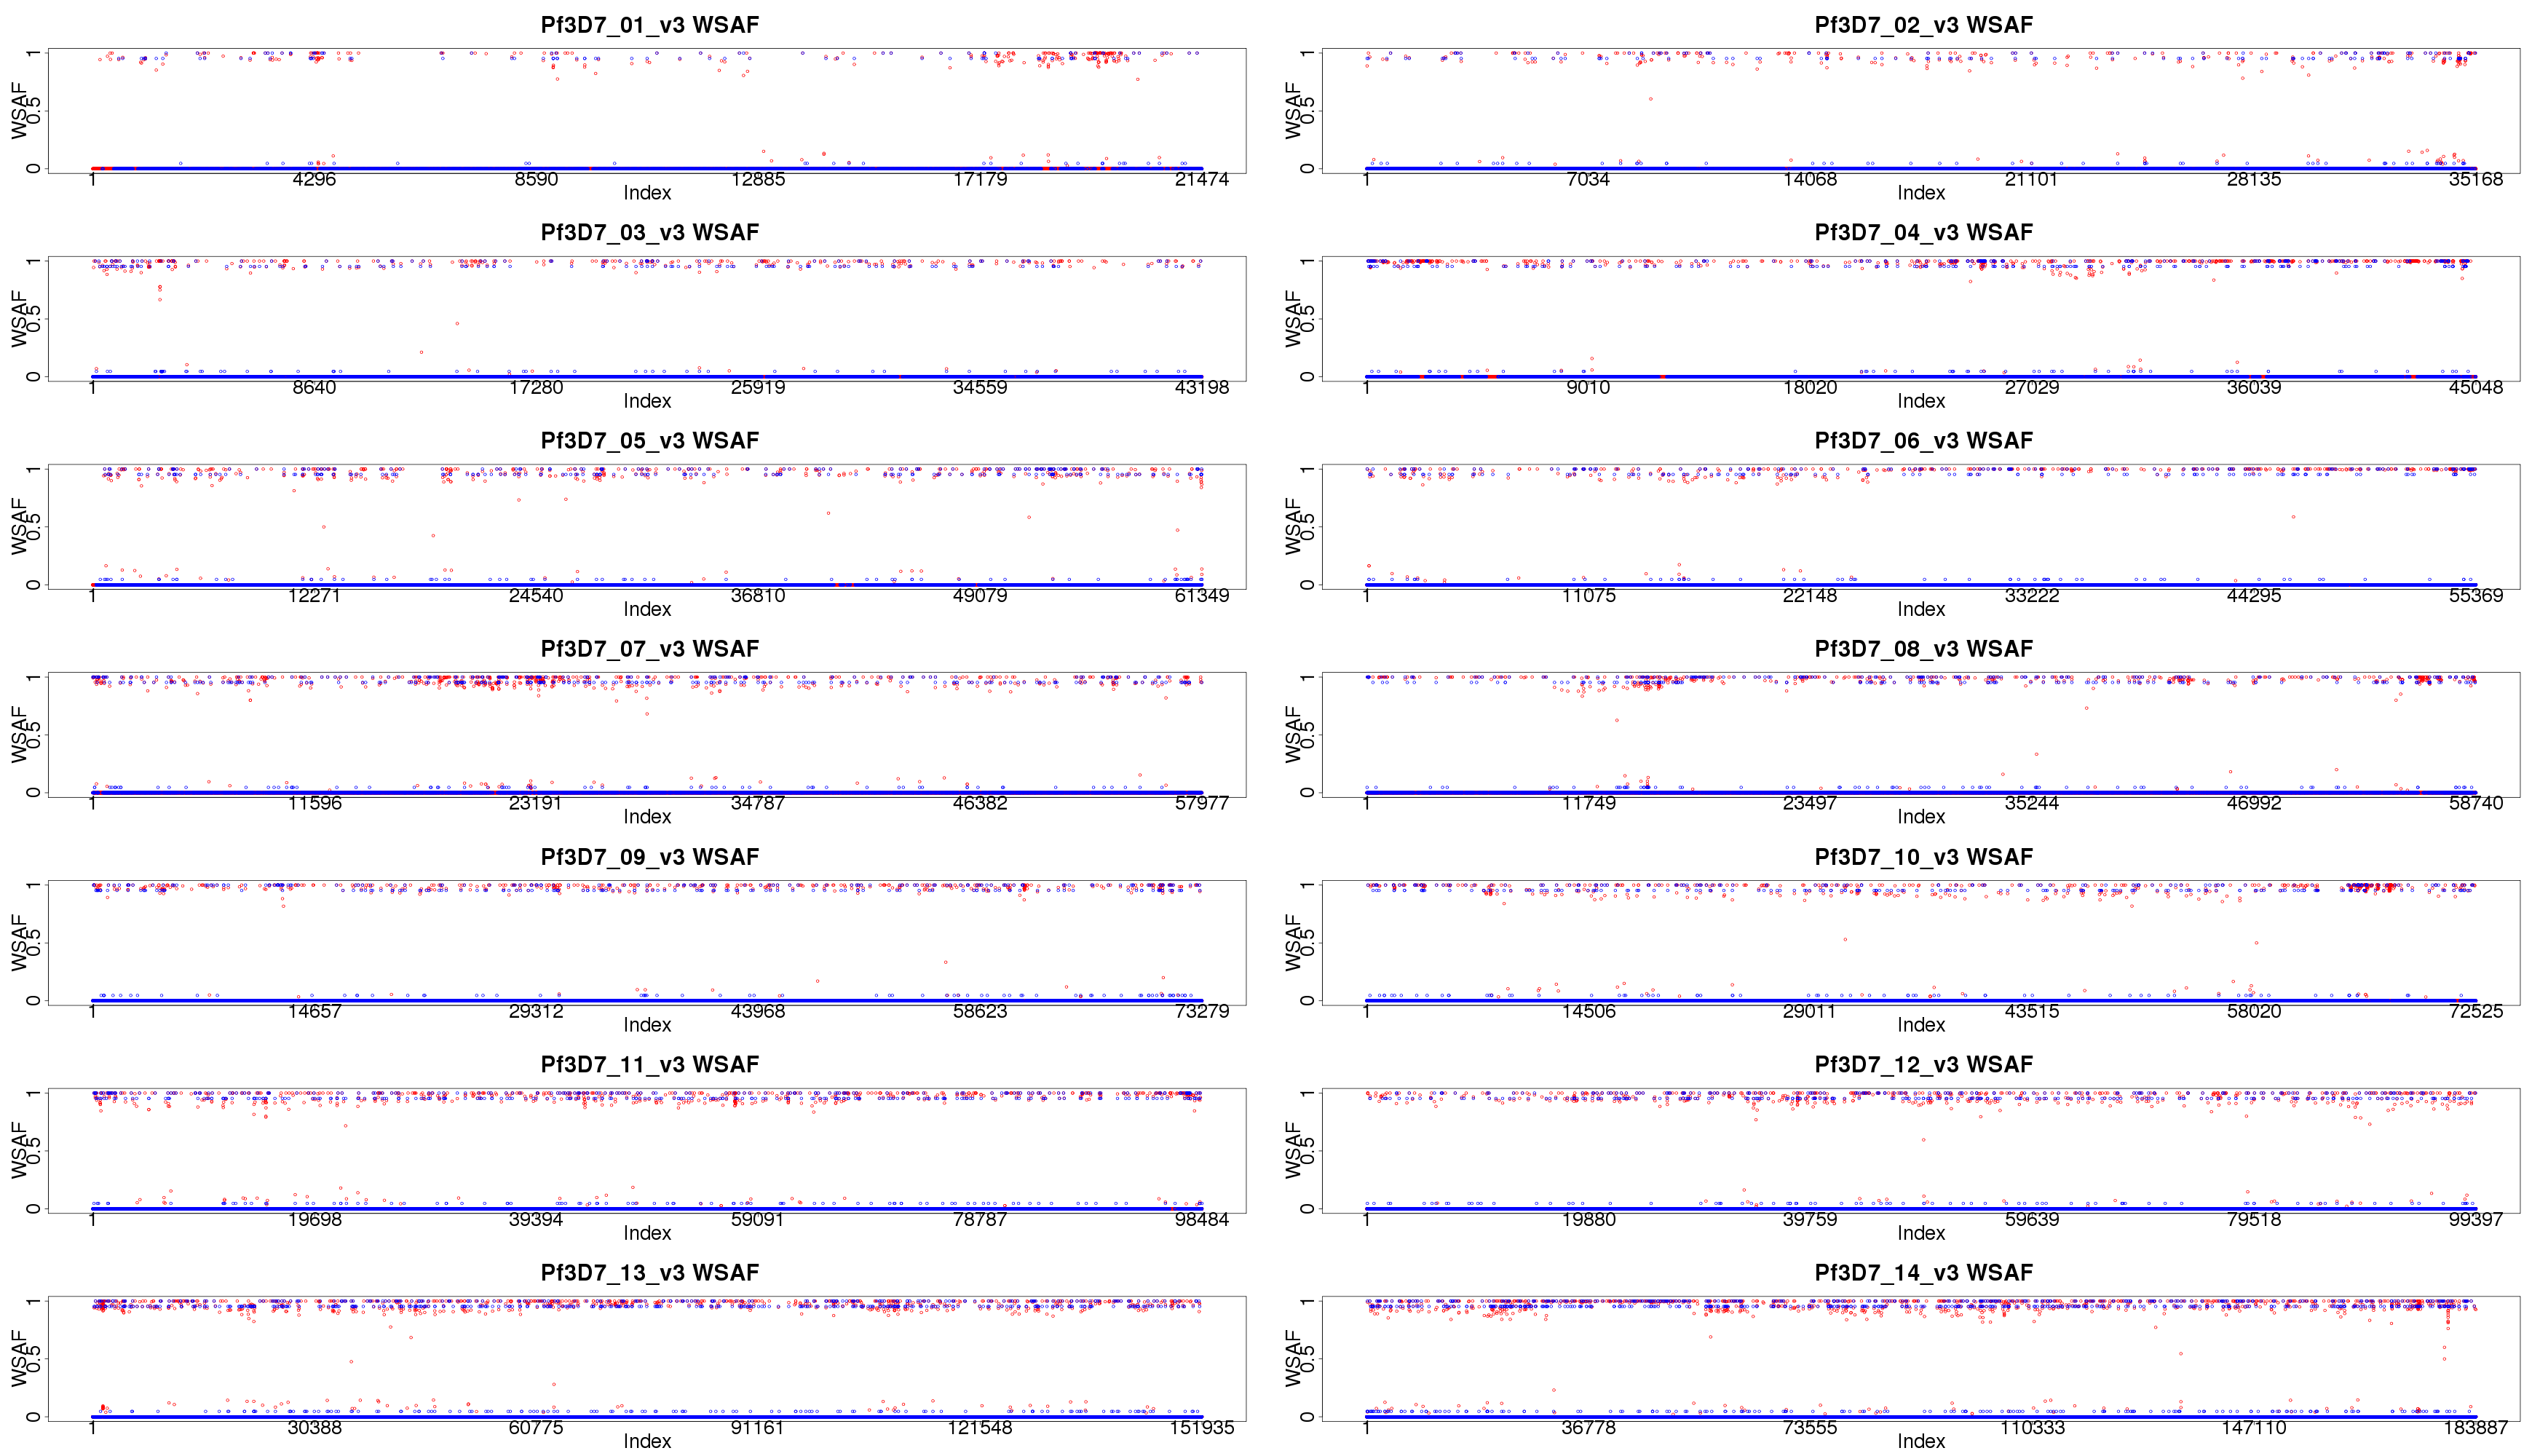 Pf3D7_01_v3 WSAF
WSAF
0 0.5 1
1 4296 8590 12885 17179 21474
Index
Pf3D7_02_v3 WSAF
WSAF
0 0.5 1
1 7034 14068 21101 28135 35168
Index
Pf3D7_03_v3 WSAF
WSAF
0 0.5 1
1 8640 17280 25919 34559 43198
Index
Pf3D7_04_v3 WSAF
WSAF
0 0.5 1
1 9010 18020 27029 36039 45048
Index
Pf3D7_05_v3 WSAF
WSAF
0 0.5 1
1 12271 24540 36810 49079 61349
Index
Pf3D7_06_v3 WSAF
WSAF
0 0.5 1
1 11075 22148 33222 44295 55369
Index
Pf3D7_07_v3 WSAF
WSAF
0 0.5 1
1 11596 23191 34787 46382 57977
Index
Pf3D7_08_v3 WSAF
WSAF
0 0.5 1
1 11749 23497 35244 46992 58740
Index
Pf3D7_09_v3 WSAF
WSAF
0 0.5 1
1 14657 29312 43968 58623 73279
Index
Pf3D7_10_v3 WSAF
WSAF
0 0.5 1
1 14506 29011 43515 58020 72525
Index
Pf3D7_11_v3 WSAF
WSAF
0 0.5 1
1 19698 39394 59091 78787 98484
Index
Pf3D7_12_v3 WSAF
WSAF
0 0.5 1
1 19880 39759 59639 79518 99397
Index
Pf3D7_13_v3 WSAF
WSAF
0 0.5 1
1 30388 60775 91161 121548 151935
Index
Pf3D7_14_v3 WSAF
WSAF
0 0.5 1
1 36778 73555 110333 147110 183887
Index